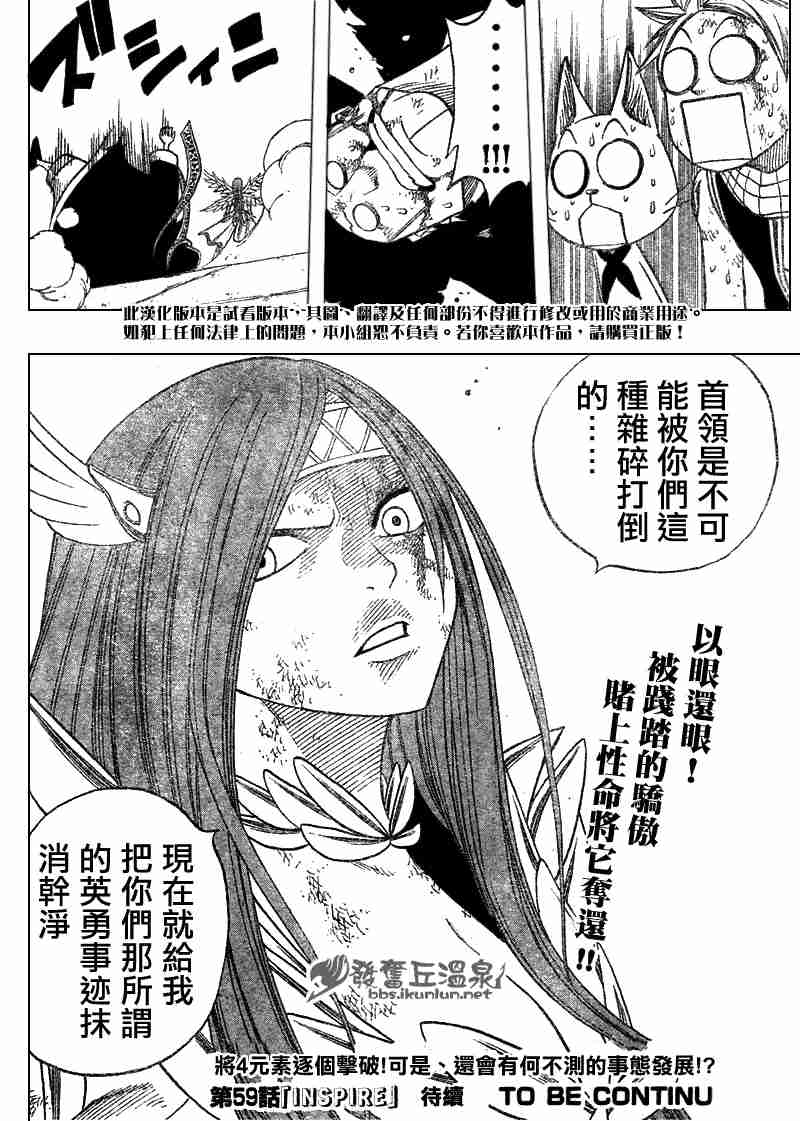 ズシィニ
・・・・・・!!!
此漢化版本是試看版本，其圖、翻譯及任何部份不得進行修改或用於商業用途。
如犯上任何法律上的問題，本小組恕不負責。若你喜歡本作品，請購買正版！
首領是不可
能被你們這
種雜碎打倒
的……
以眼還眼！
被踐踏的驕傲
賭上性命將它奪還!!
現在就給我
把你們那所謂
的英勇事迹抹
消幹淨
發奮丘溫泉
bbs.ikunlun.net
將4元素逐個擊破!可是、還會有何不測的事態發展!?
第59話「INSPIRE」 待續 TO BE CONTINU